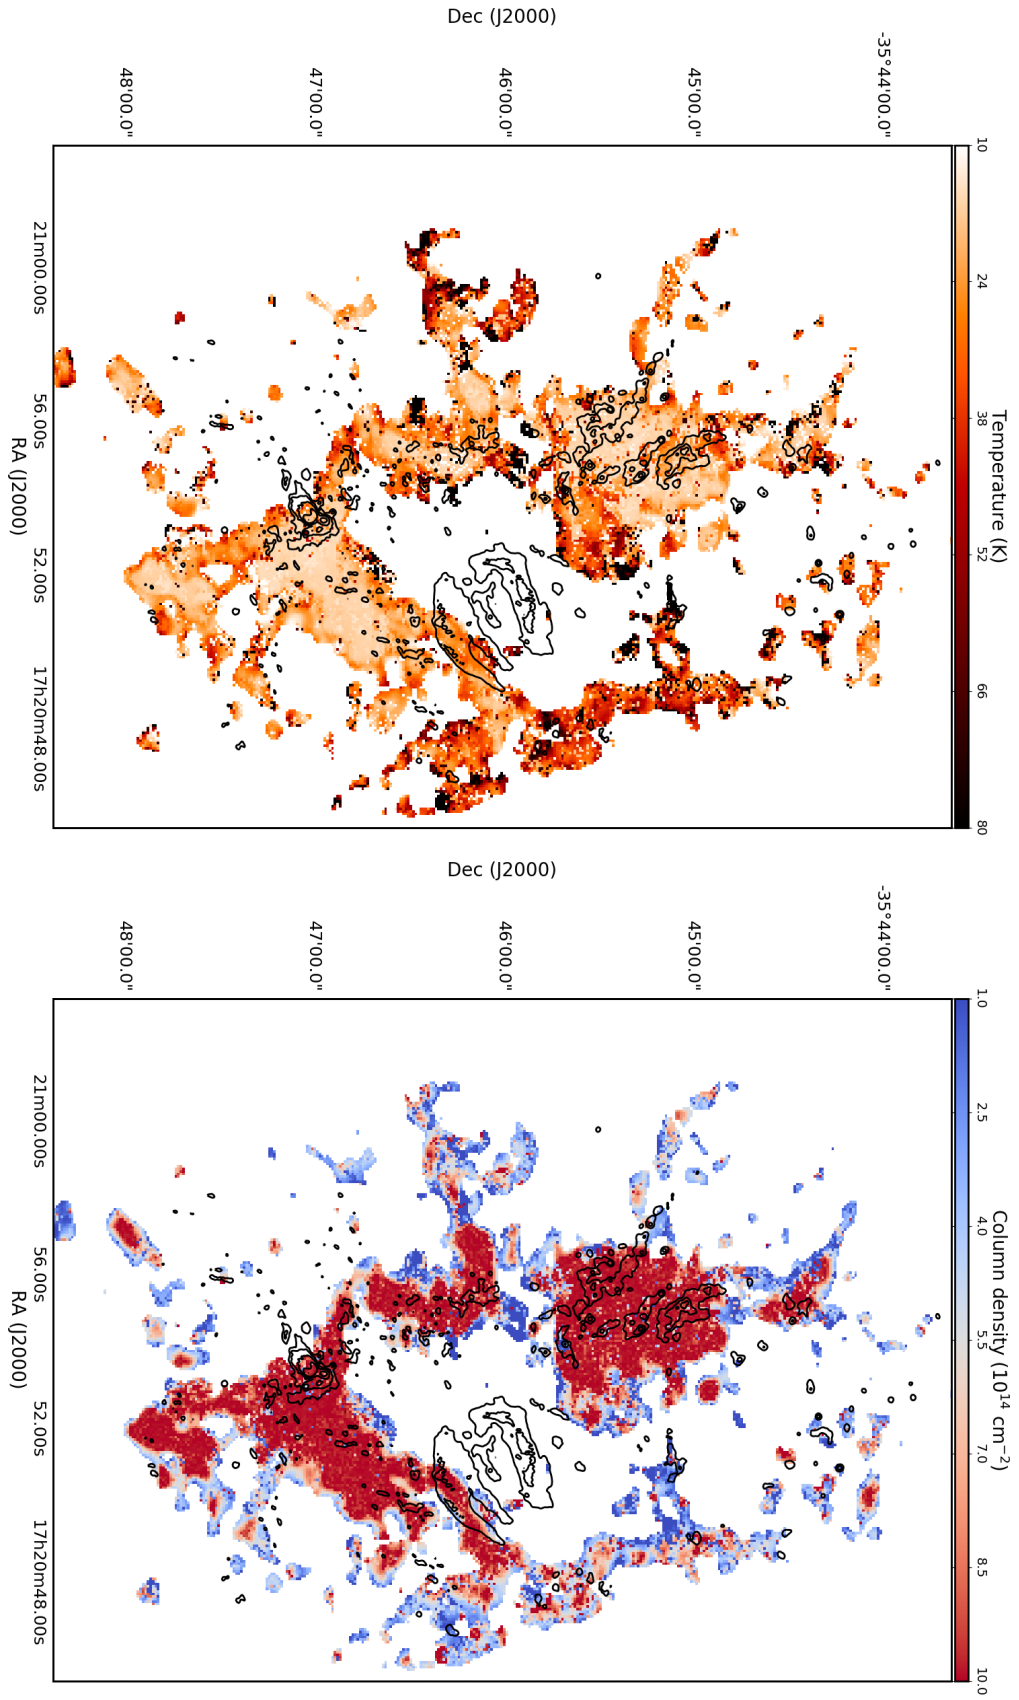 Dec (J2000)
-35°44'00.0"
45'00.0"
46'00.0"
47'00.0"
48'00.0"
21m00.00s
56.00s
52.00s
17h20m48.00s
RA (J2000)
10
24
38
52
66
80
Temperature (K)
Dec (J2000)
-35°44'00.0"
45'00.0"
46'00.0"
47'00.0"
48'00.0"
21m00.00s
56.00s
52.00s
17h20m48.00s
RA (J2000)
1.0
2.5
4.0
5.5
7.0
8.5
10.0
Column density (10¹⁴ cm⁻²)